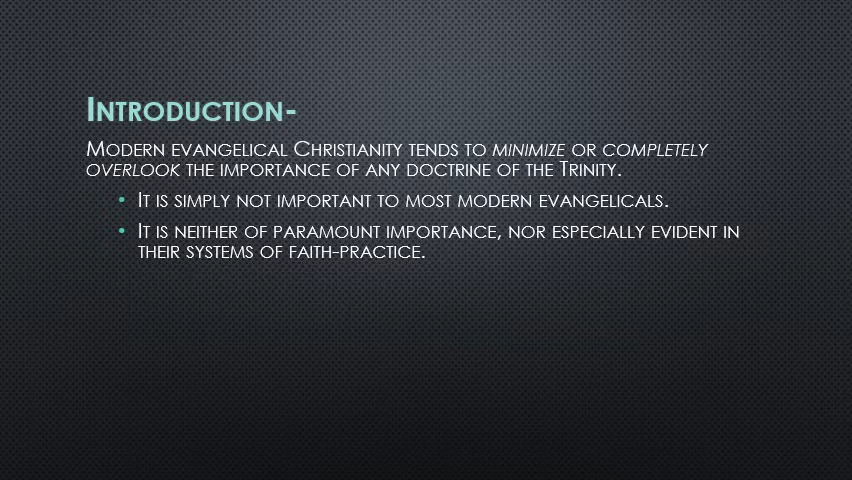 Introduction-
Modern evangelical Christianity tends to minimize or completely
overlook the importance of any doctrine of the Trinity.
• It is simply not important to most modern evangelicals.
• It is neither of paramount importance, nor especially evident in
their systems of faith-practice.